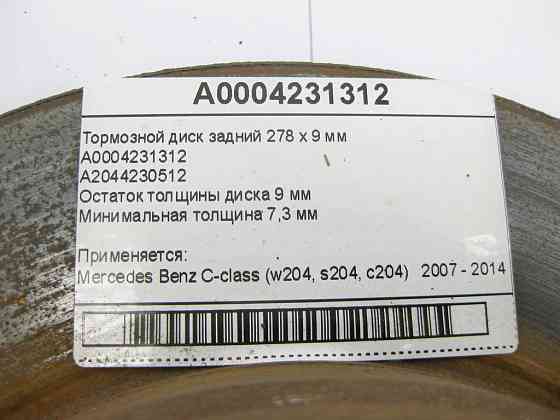 A0004231312
Тормозной диск задний 278 x 9 мм
A0004231312
A2044230512
Остаток толщины диска 9 мм
Минимальная толщина 7,3 мм
Применяется:
Mercedes Benz C-class (w204, s204, c204) 2007 - 2014